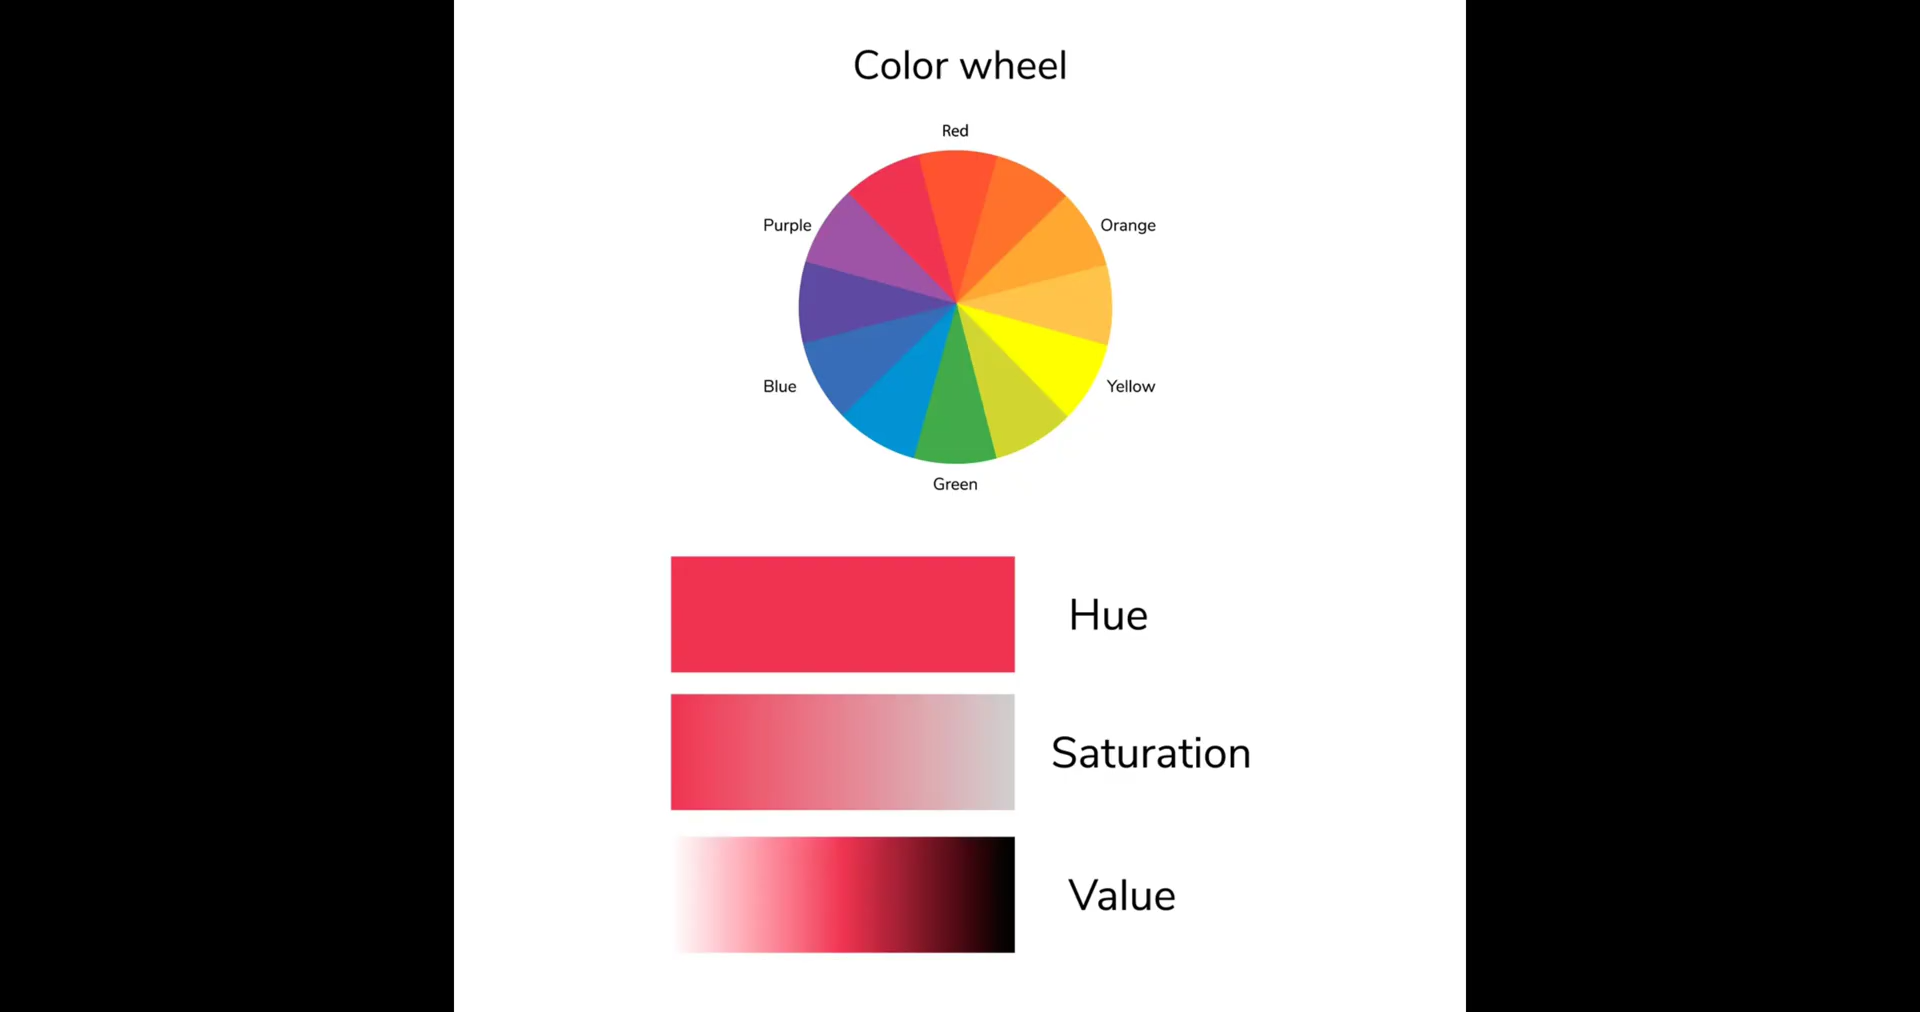 Color wheel
Red
Purple
Orange
Blue
Yellow
Green
Hue
Saturation
Value